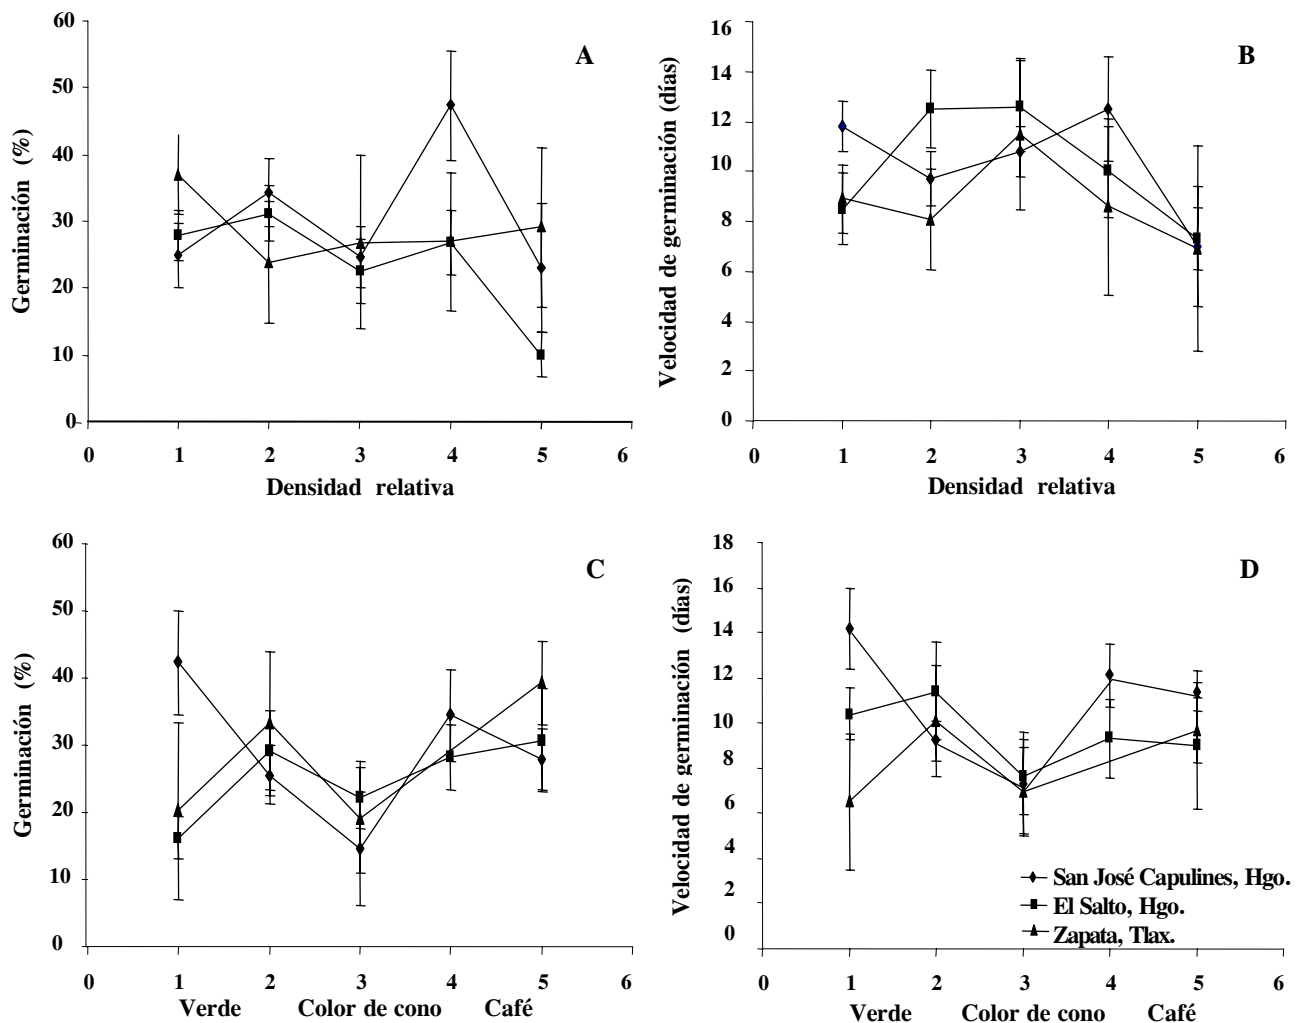 A
Germinación (%)
60
50
40
30
20
10
0
0 1 2 3 4 5 6
Densidad relativa
B
Velocidad de germinación (días)
16
14
12
10
8
6
4
2
0
0 1 2 3 4 5 6
Densidad relativa
C
Germinación (%)
60
50
40
30
20
10
0
0 1 2 3 4 5 6
Verde Color de cono Café
D
Velocidad de germinación (días)
18
16
14
12
10
8
6
4
2
0
San José Capulines, Hgo.
El Salto, Hgo.
Zapata, Tlax.
0 1 2 3 4 5 6
Verde Color de cono Café